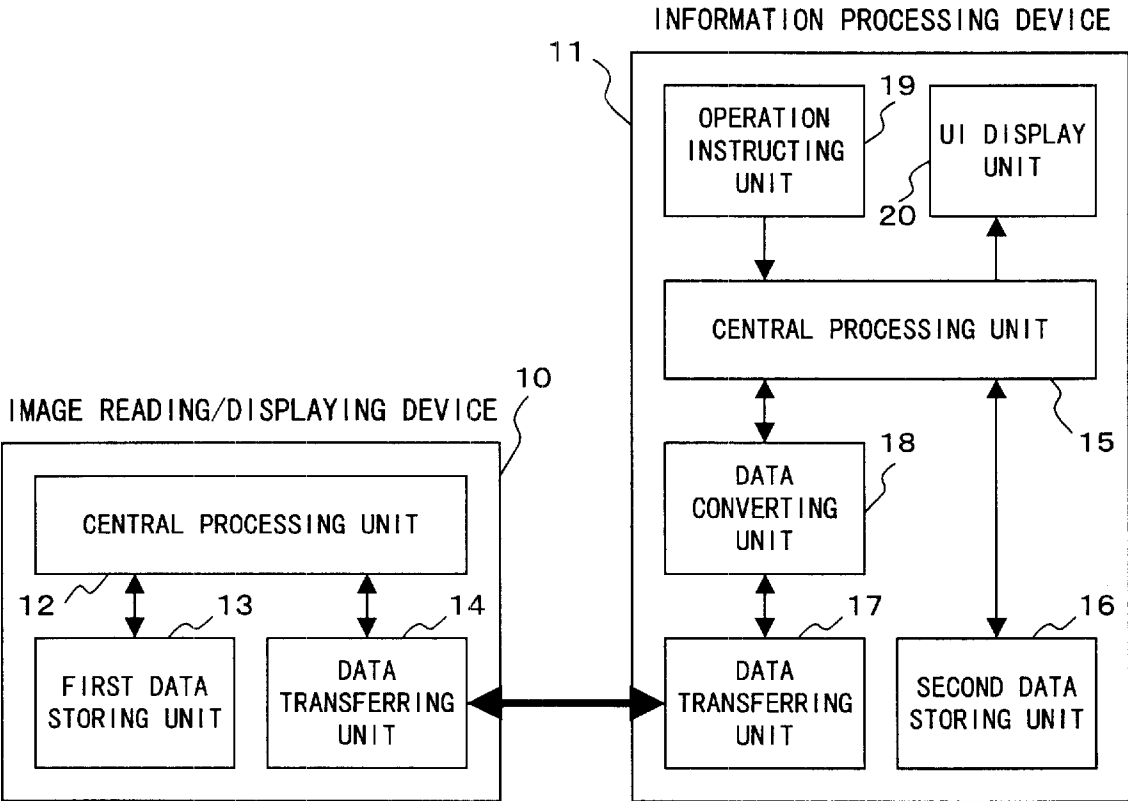 INFORMATION PROCESSING DEVICE
11
19
OPERATION
INSTRUCTING
UNIT
UI DISPLAY
UNIT
20
CENTRAL PROCESSING UNIT
15
10
IMAGE READING/DISPLAYING DEVICE
18
DATA
CONVERTING
UNIT
CENTRAL PROCESSING UNIT
12
13
14
17
16
FIRST DATA
STORING UNIT
DATA
TRANSFERRING
UNIT
DATA
TRANSFERRING
UNIT
SECOND DATA
STORING UNIT